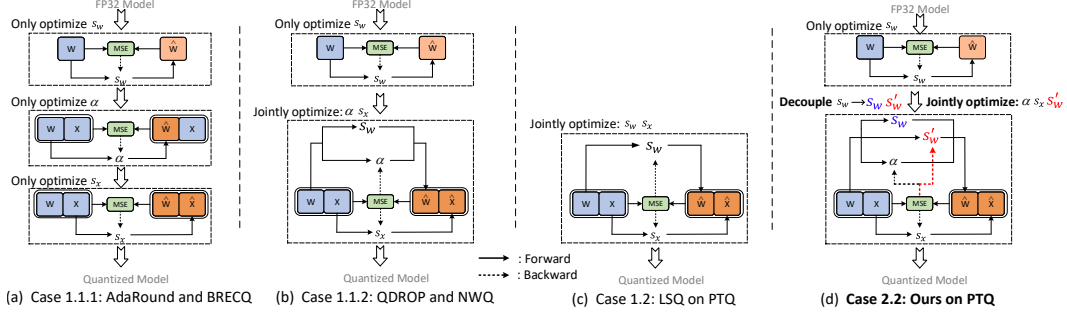 FP32 Model
Only optimize s_w
W
MSE
Ŵ
s_w
Only optimize α
W X
MSE
Ŵ X
α
Only optimize s_x
W X
MSE
Ŵ X̂
s_x
Quantized Model
(a) Case 1.1.1: AdaRound and BRECQ
FP32 Model
Only optimize s_w
W
MSE
Ŵ
s_w
Jointly optimize: α s_x
s_w
α
W X
MSE
Ŵ X̂
s_x
Quantized Model
(b) Case 1.1.2: QDROP and NWQ
Jointly optimize: s_w s_x
s_w
W X
MSE
Ŵ X̂
s_x
: Forward
: Backward
(c) Case 1.2: LSQ on PTQ
FP32 Model
Only optimize s_w
W
MSE
Ŵ
s_w
Decouple s_w → s_w s'_w
Jointly optimize: α s_x s'_w
s_w
s'_w
α
W X
MSE
Ŵ X̂
s_x
Quantized Model
(d) Case 2.2: Ours on PTQ